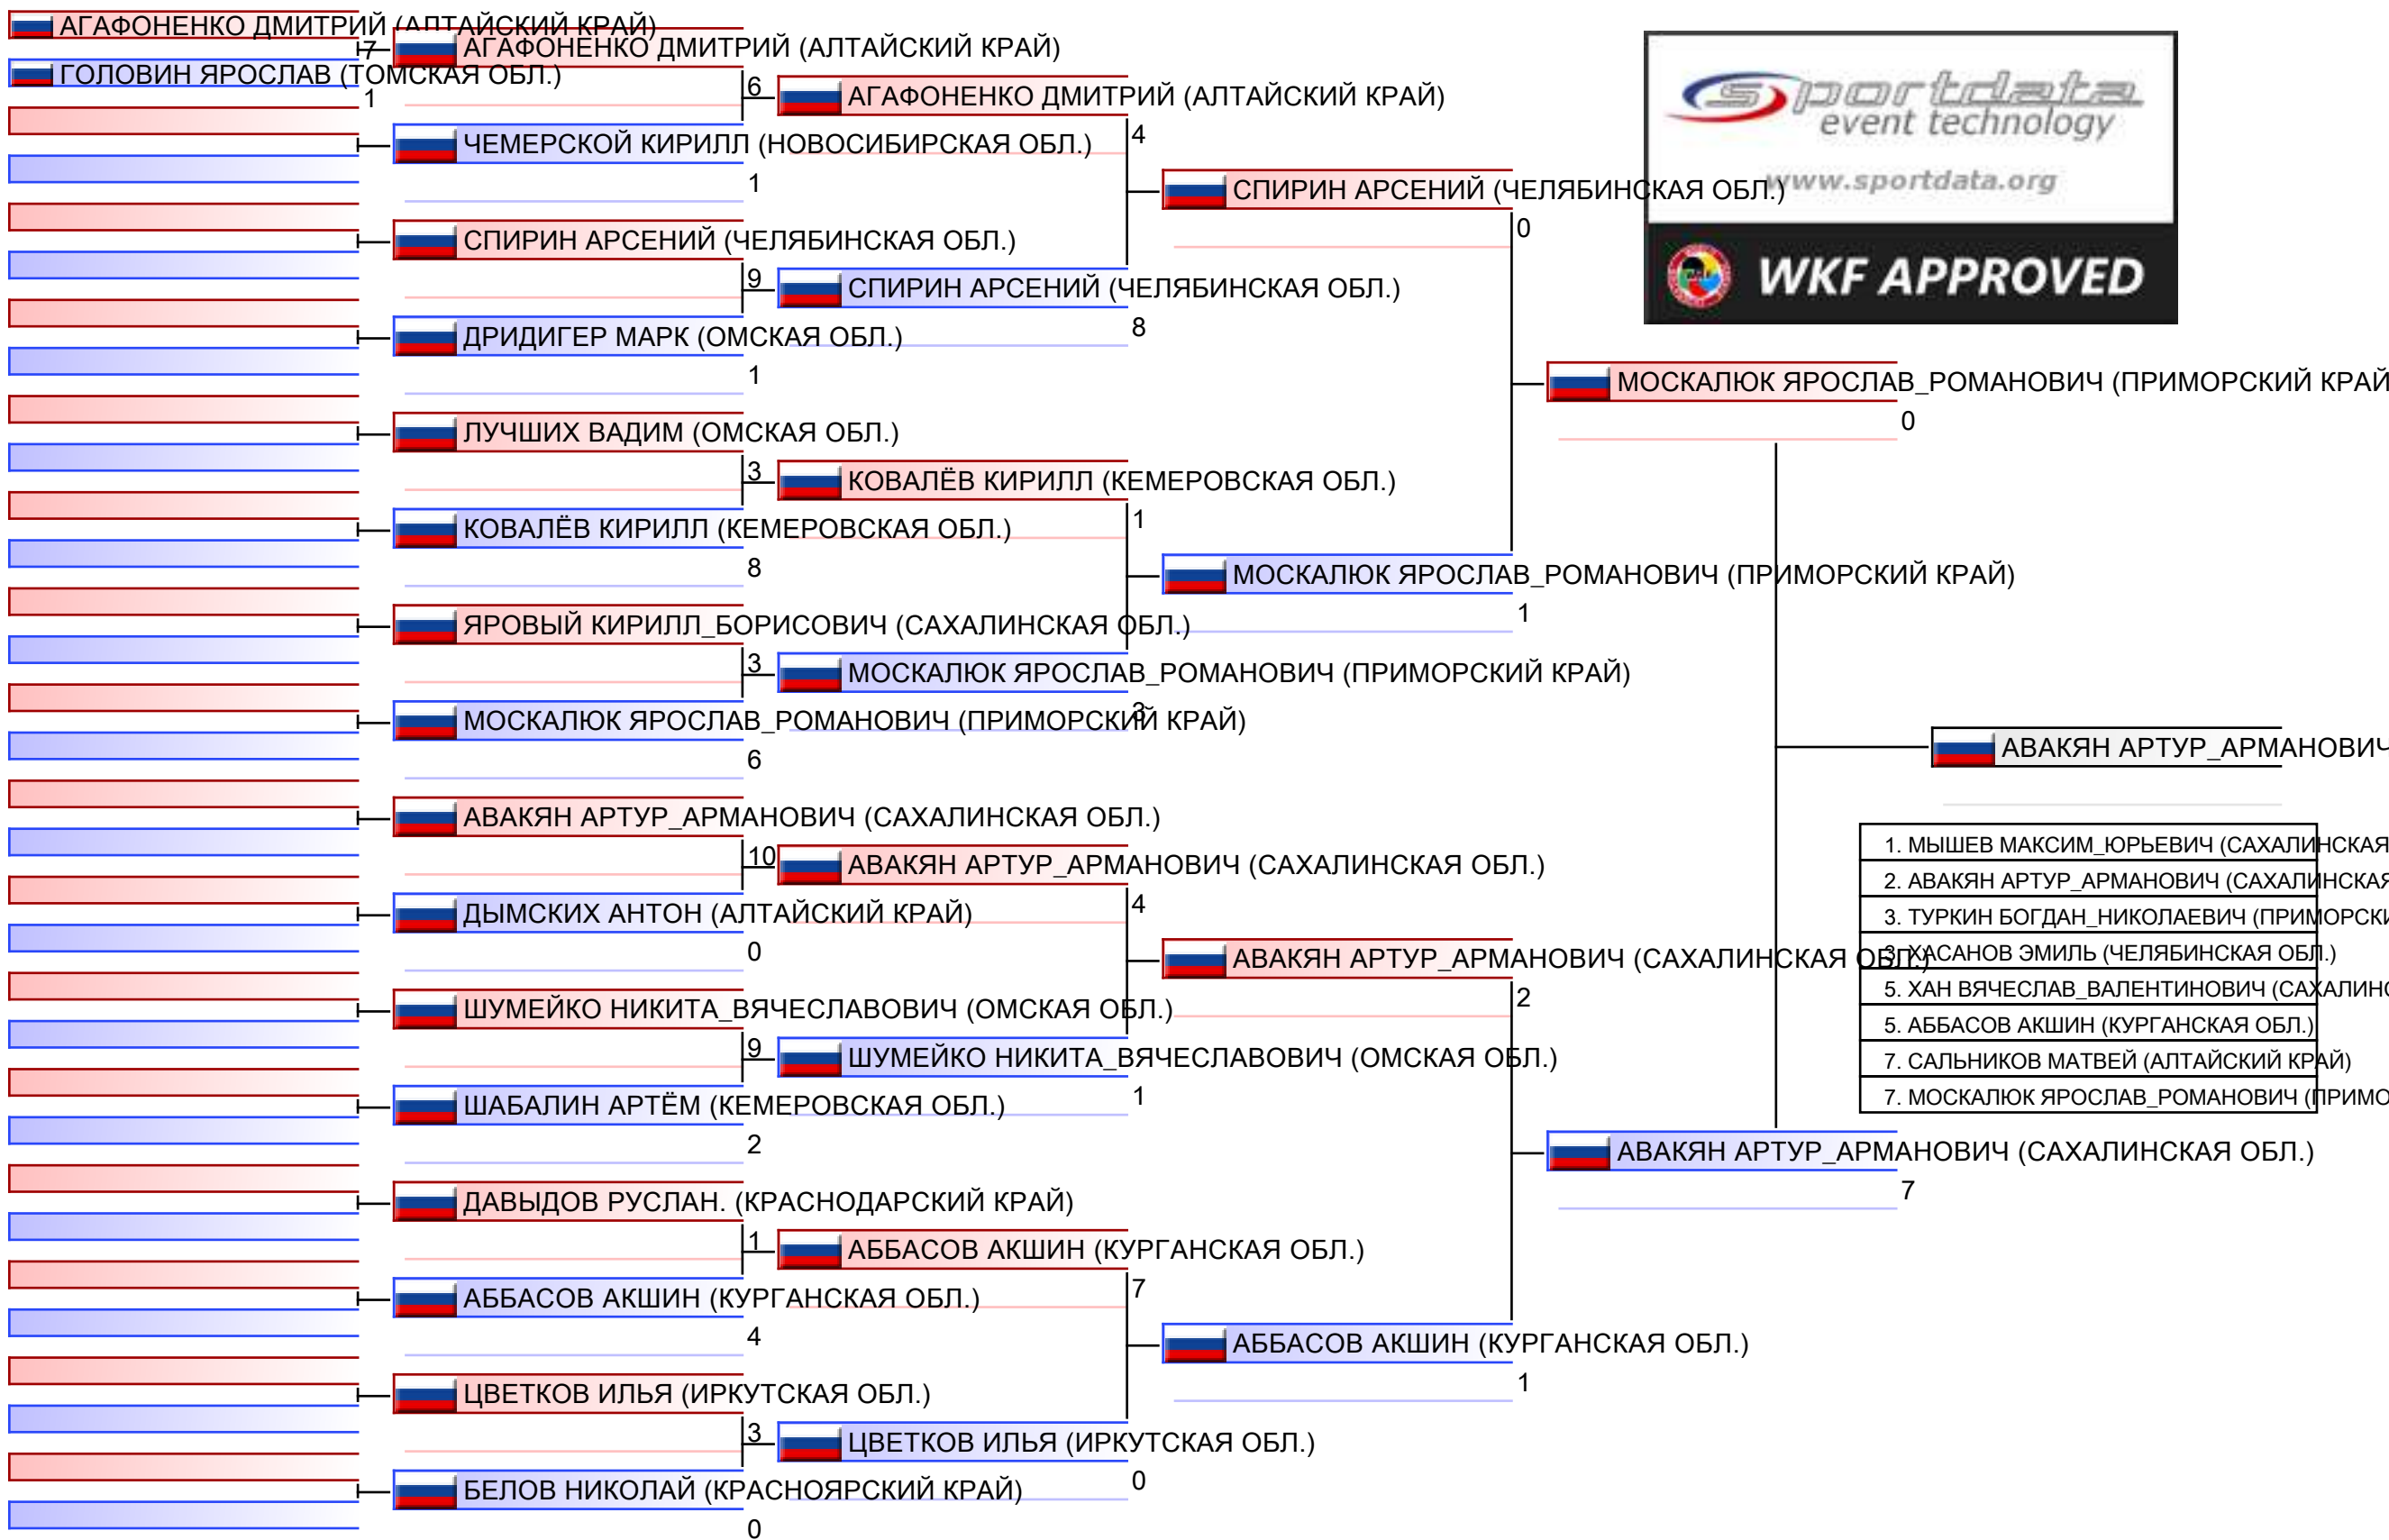 АГАФОНЕНКО ДМИТРИЙ (АЛТАЙСКИЙ КРАЙ)
7
ГОЛОВИН ЯРОСЛАВ (ТОМСКАЯ ОБЛ.)
1
АГАФОНЕНКО ДМИТРИЙ (АЛТАЙСКИЙ КРАЙ)
6
ЧЕМЕРСКОЙ КИРИЛЛ (НОВОСИБИРСКАЯ ОБЛ.)
1
СПИРИН АРСЕНИЙ (ЧЕЛЯБИНСКАЯ ОБЛ.)
9
ДРИДИГЕР МАРК (ОМСКАЯ ОБЛ.)
1
ЛУЧШИХ ВАДИМ (ОМСКАЯ ОБЛ.)
3
КОВАЛЁВ КИРИЛЛ (КЕМЕРОВСКАЯ ОБЛ.)
8
ЯРОВЫЙ КИРИЛЛ_БОРИСОВИЧ (САХАЛИНСКАЯ ОБЛ.)
3
МОСКАЛЮК ЯРОСЛАВ_РОМАНОВИЧ (ПРИМОРСКИЙ КРАЙ)
6
АВАКЯН АРТУР_АРМАНОВИЧ (САХАЛИНСКАЯ ОБЛ.)
10
ДЫМСКИХ АНТОН (АЛТАЙСКИЙ КРАЙ)
0
ШУМЕЙКО НИКИТА_ВЯЧЕСЛАВОВИЧ (ОМСКАЯ ОБЛ.)
9
ШАБАЛИН АРТЁМ (КЕМЕРОВСКАЯ ОБЛ.)
2
ДАВЫДОВ РУСЛАН. (КРАСНОДАРСКИЙ КРАЙ)
1
АББАСОВ АКШИН (КУРГАНСКАЯ ОБЛ.)
4
ЦВЕТКОВ ИЛЬЯ (ИРКУТСКАЯ ОБЛ.)
3
БЕЛОВ НИКОЛАЙ (КРАСНОЯРСКИЙ КРАЙ)
0
АГАФОНЕНКО ДМИТРИЙ (АЛТАЙСКИЙ КРАЙ)
4
СПИРИН АРСЕНИЙ (ЧЕЛЯБИНСКАЯ ОБЛ.)
8
КОВАЛЁВ КИРИЛЛ (КЕМЕРОВСКАЯ ОБЛ.)
1
МОСКАЛЮК ЯРОСЛАВ_РОМАНОВИЧ (ПРИМОРСКИЙ КРАЙ)
3
АВАКЯН АРТУР_АРМАНОВИЧ (САХАЛИНСКАЯ ОБЛ.)
4
ШУМЕЙКО НИКИТА_ВЯЧЕСЛАВОВИЧ (ОМСКАЯ ОБЛ.)
1
АББАСОВ АКШИН (КУРГАНСКАЯ ОБЛ.)
7
ЦВЕТКОВ ИЛЬЯ (ИРКУТСКАЯ ОБЛ.)
0
СПИРИН АРСЕНИЙ (ЧЕЛЯБИНСКАЯ ОБЛ.)
0
МОСКАЛЮК ЯРОСЛАВ_РОМАНОВИЧ (ПРИМОРСКИЙ КРАЙ)
1
АВАКЯН АРТУР_АРМАНОВИЧ (САХАЛИНСКАЯ ОБЛ.)
2
АББАСОВ АКШИН (КУРГАНСКАЯ ОБЛ.)
1
sportdata
event technology
www.sportdata.org
WKF APPROVED
МОСКАЛЮК ЯРОСЛАВ_РОМАНОВИЧ (ПРИМОРСКИЙ КРАЙ
0
АВАКЯН АРТУР_АРМАНОВИЧ (САХАЛИНСКАЯ ОБЛ.)
7
АВАКЯН АРТУР_АРМАНОВИЧ
1. МЫШЕВ МАКСИМ_ЮРЬЕВИЧ (САХАЛИНСКАЯ
2. АВАКЯН АРТУР_АРМАНОВИЧ (САХАЛИНСКАЯ
3. ТУРКИН БОГДАН_НИКОЛАЕВИЧ (ПРИМОРСКИ
3. ХАСАНОВ ЭМИЛЬ (ЧЕЛЯБИНСКАЯ ОБЛ.)
5. ХАН ВЯЧЕСЛАВ_ВАЛЕНТИНОВИЧ (САХАЛИНС
5. АББАСОВ АКШИН (КУРГАНСКАЯ ОБЛ.)
7. САЛЬНИКОВ МАТВЕЙ (АЛТАЙСКИЙ КРАЙ)
7. МОСКАЛЮК ЯРОСЛАВ_РОМАНОВИЧ (ПРИМО